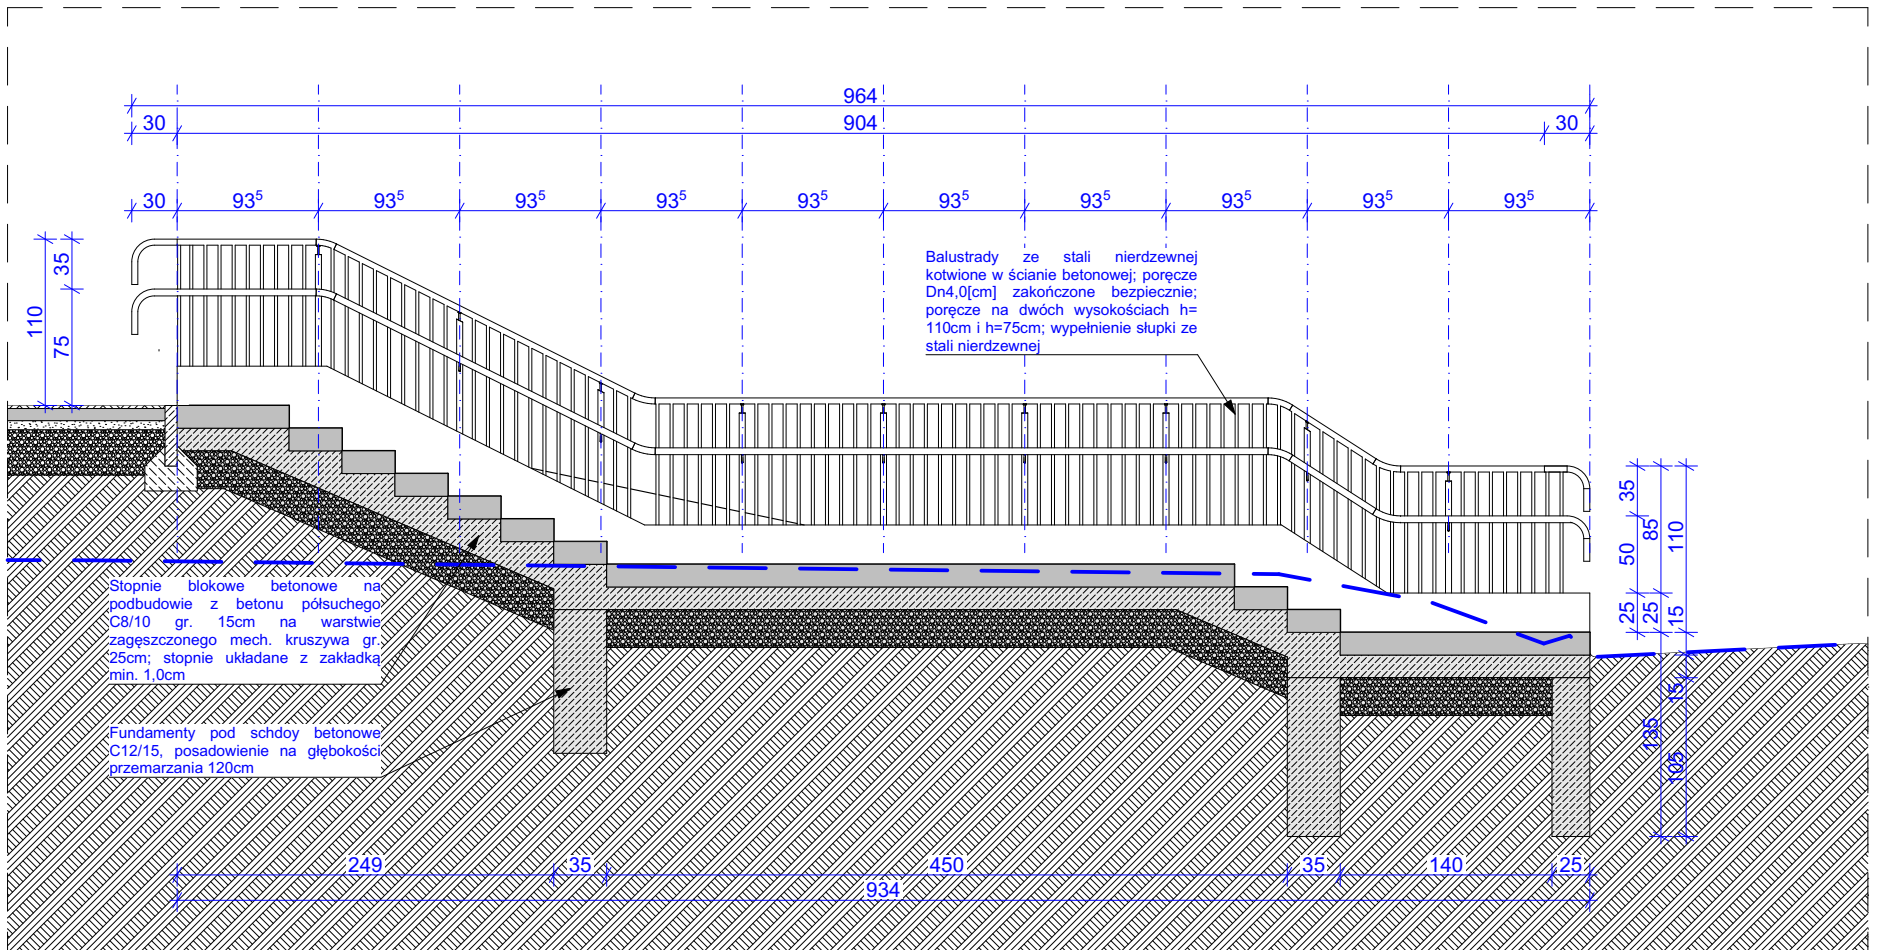 964
30 904 30
30 93⁵ 93⁵ 93⁵ 93⁵ 93⁵ 93⁵ 93⁵ 93⁵ 93⁵ 93⁵
110
35
75
Balustrady ze stali nierdzewnej
kotwione w ścianie betonowej; poręcze
Dn4,0[cm] zakończone bezpiecznie;
poręcze na dwóch wysokościach h=
110cm i h=75cm; wypełnienie słupki ze
stali nierdzewnej
35
50
25
85
25
110
15
135
15
105
Stopnie blokowe betonowe na
podbudowie z betonu półsuchego
C8/10 gr. 15cm na warstwie
zagęszczonego mech. kruszywa gr.
25cm; stopnie układane z zakładką
min. 1,0cm
Fundamenty pod schdoy betonowe
C12/15, posadowienie na głębokości
przemarzania 120cm
249 35 450 35 140 25
934